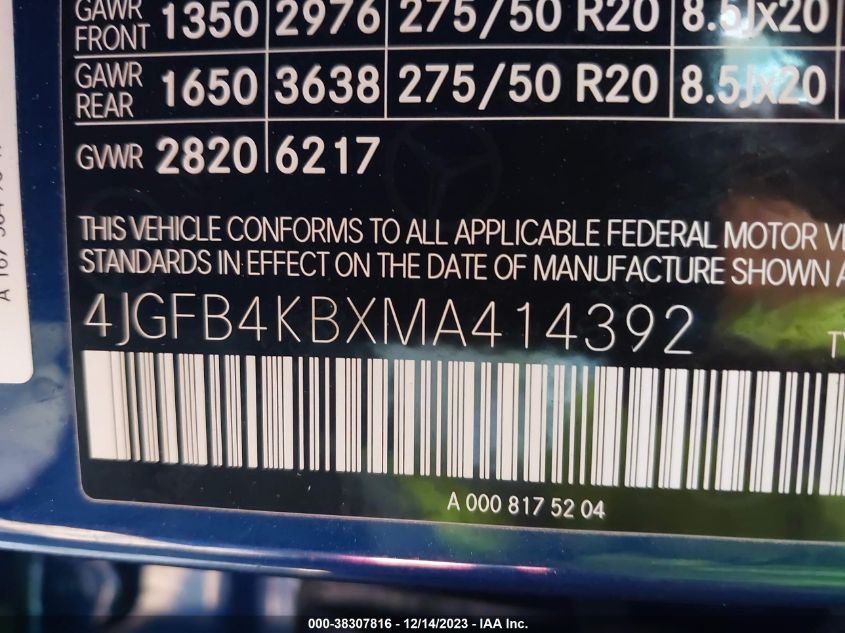 GAWR FRONT 1350 2976 275/50 R20 8.5Jx20
GAWR REAR 1650 3638 275/50 R20 8.5Jx20
GVWR 2820 6217
THIS VEHICLE CONFORMS TO ALL APPLICABLE FEDERAL MOTOR
STANDARDS IN EFFECT ON THE DATE OF MANUFACTURE SHOWN
4JGFB4KBXMA414392
A 000 817 52 04
000-38307816 - 12/14/2023 - IAA Inc.